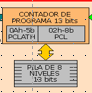 CONTADOR DE
PROGRAMA 13 bits
0Ah-5b 02h-8b
PCLATH PCL
PILA DE 8
NIVELES
13 bits